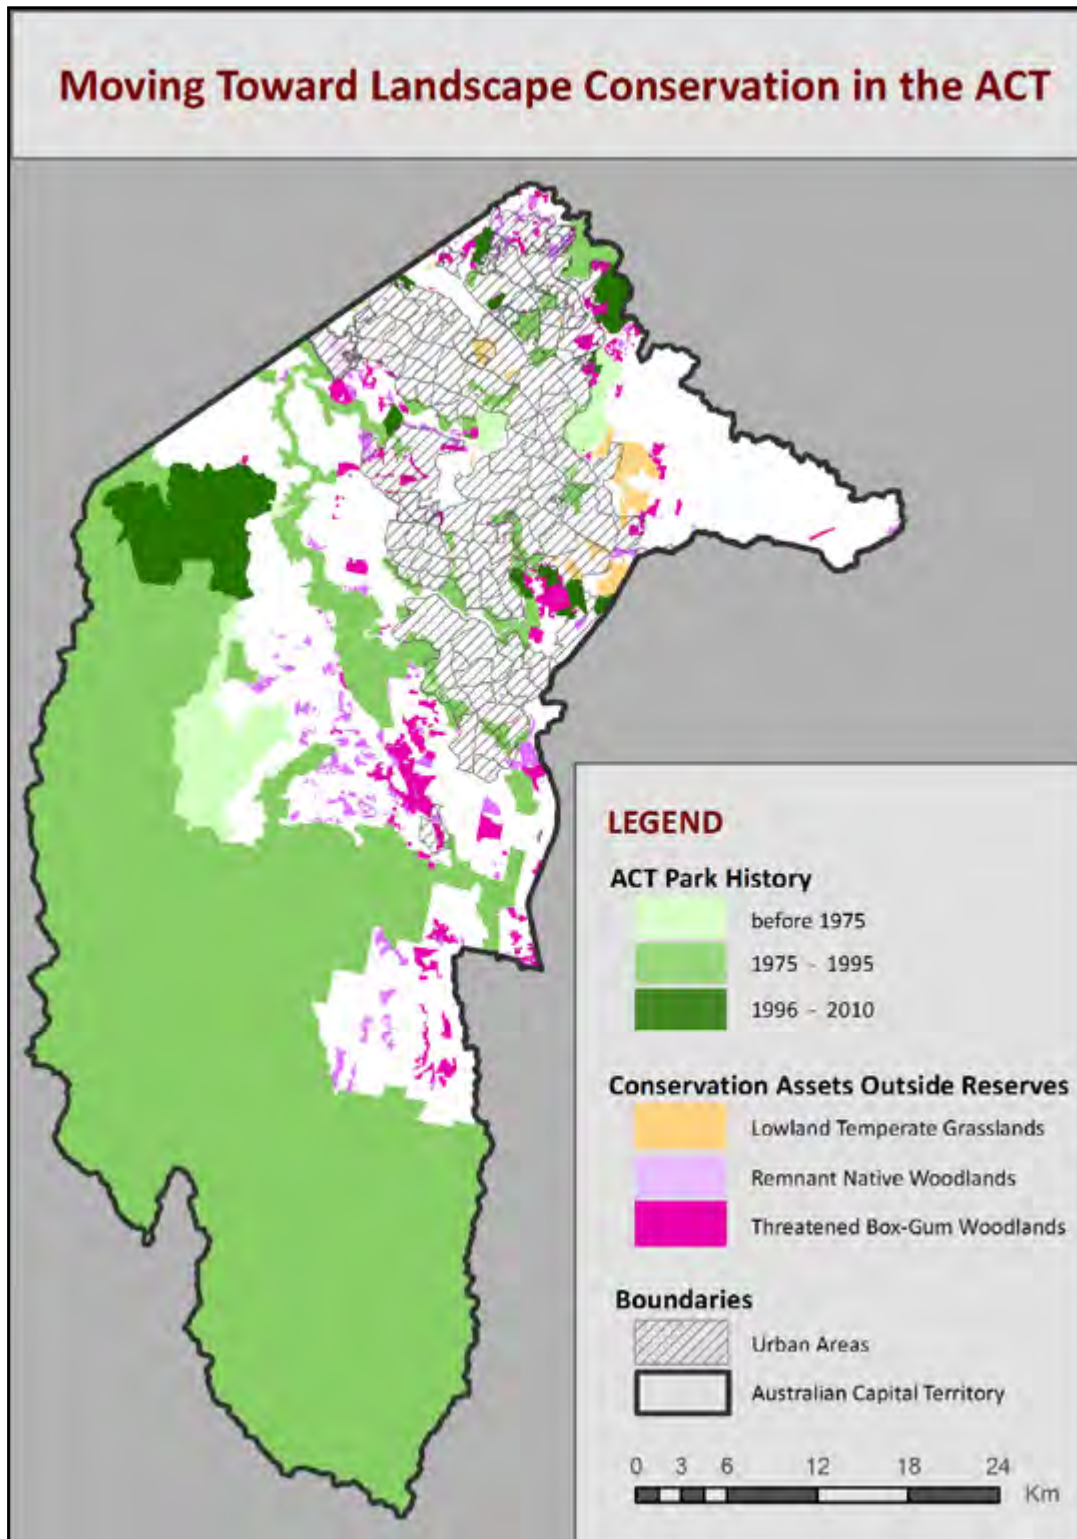 Moving Toward Landscape Conservation in the ACT
LEGEND
ACT Park History
before 1975
1975 - 1995
1996 - 2010
Conservation Assets Outside Reserves
Lowland Temperate Grasslands
Remnant Native Woodlands
Threatened Box-Gum Woodlands
Boundaries
Urban Areas
Australian Capital Territory
0 3 6 12 18 24
Km